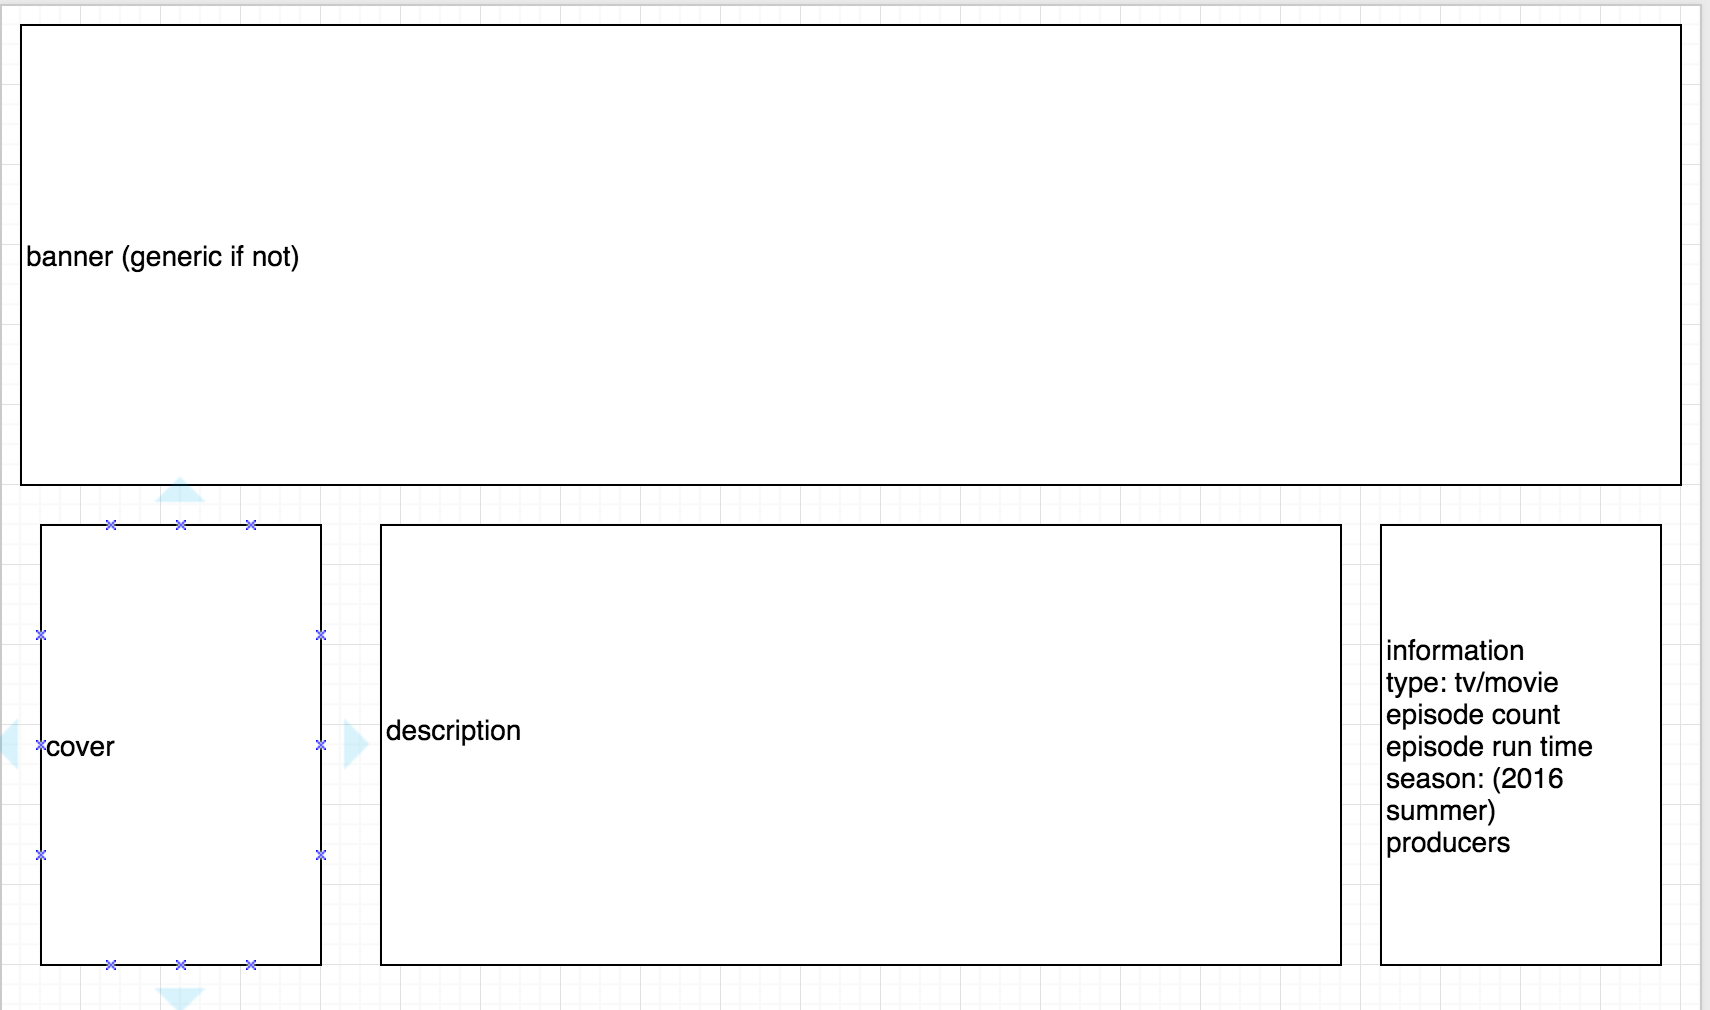 banner (generic if not)
cover
description
information
type: tv/movie
episode count
episode run time
season: (2016
summer)
producers